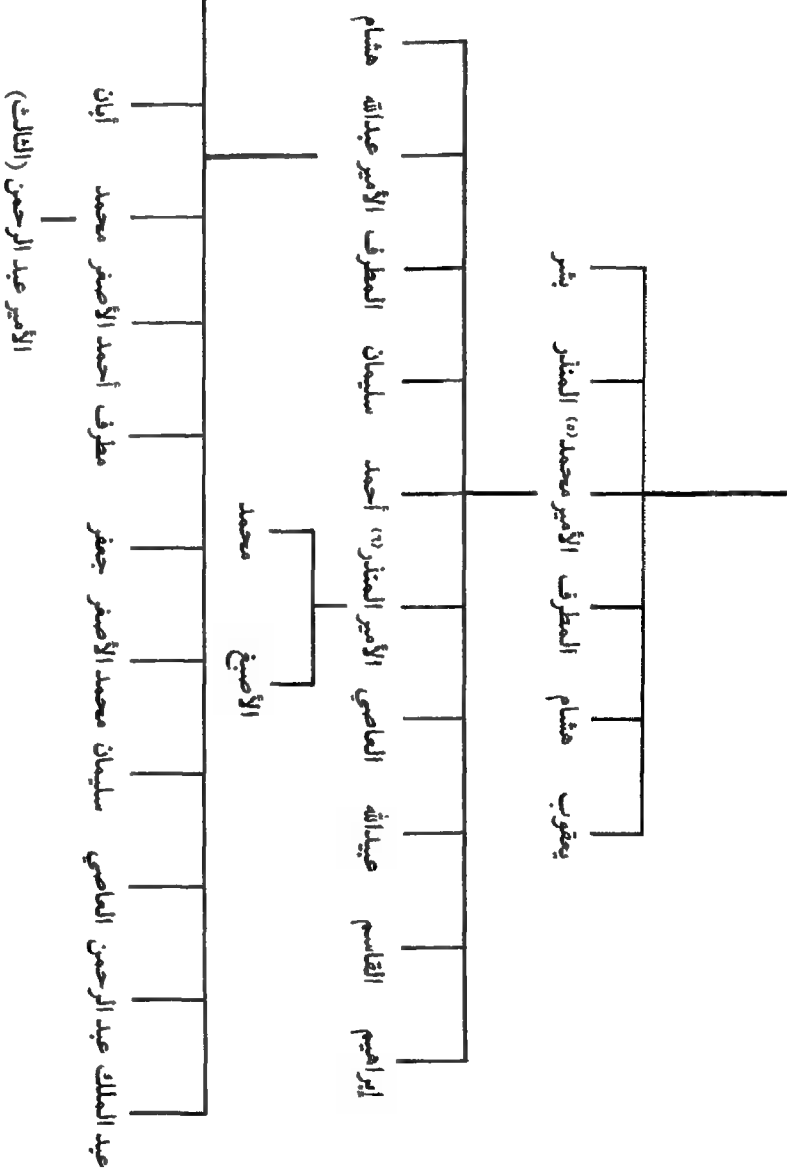 يعقوب هشام المطرف الأمير محمد(٥) المنذر بشر
إبراهيم القاسم عبيدالله العاصي الأمير المنذر(٦) أحمد سليمان المطرف الأمير عبدالله هشام
الأصبغ محمد
عبد الملك عبد الرحمن العاصي سليمان محمد الأصغر جعفر مطرف أحمد الأصغر محمد أبان
الأمير عبد الرحمن (الثالث)